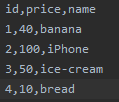 id,price,name
1,40,banana
2,100,iPhone
3,50,ice-cream
4,10,bread